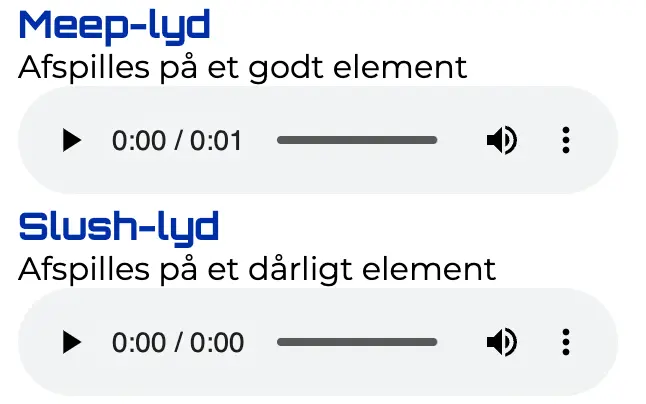 Meep-lyd
Afspilles på et godt element
0:00 / 0:01
Slush-lyd
Afspilles på et dårligt element
0:00 / 0:00